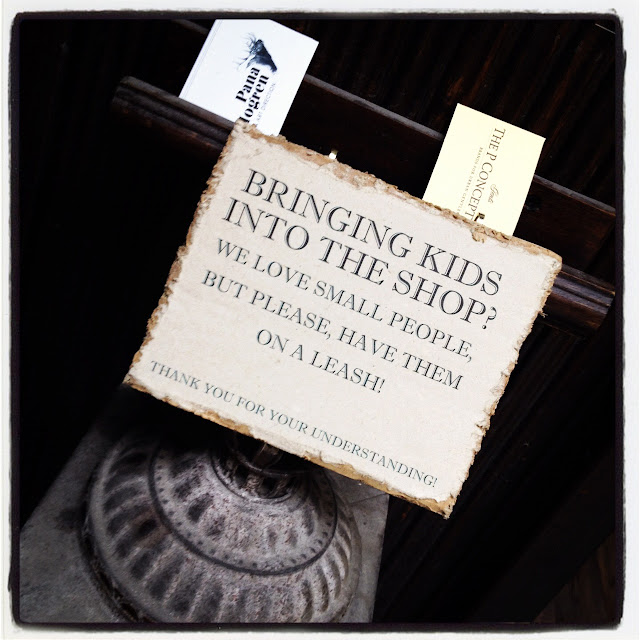 Pana
THE P CONCEPT
BRINGING KIDS
INTO THE SHOP?
WE LOVE SMALL PEOPLE,
BUT PLEASE, HAVE THEM
ON A LEASH!
THANK YOU FOR YOUR UNDERSTANDING!